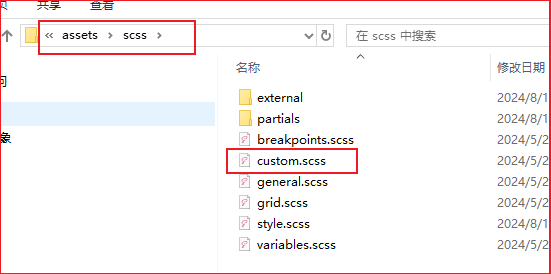 共享 查看
« assets › scss ›
在 scss 中搜索
名称 修改日期
external 2024/8/1
partials 2024/8/1
breakpoints.scss 2024/5/2
custom.scss 2024/5/2
general.scss 2024/5/2
grid.scss 2024/5/2
style.scss 2024/8/1
variables.scss 2024/5/2